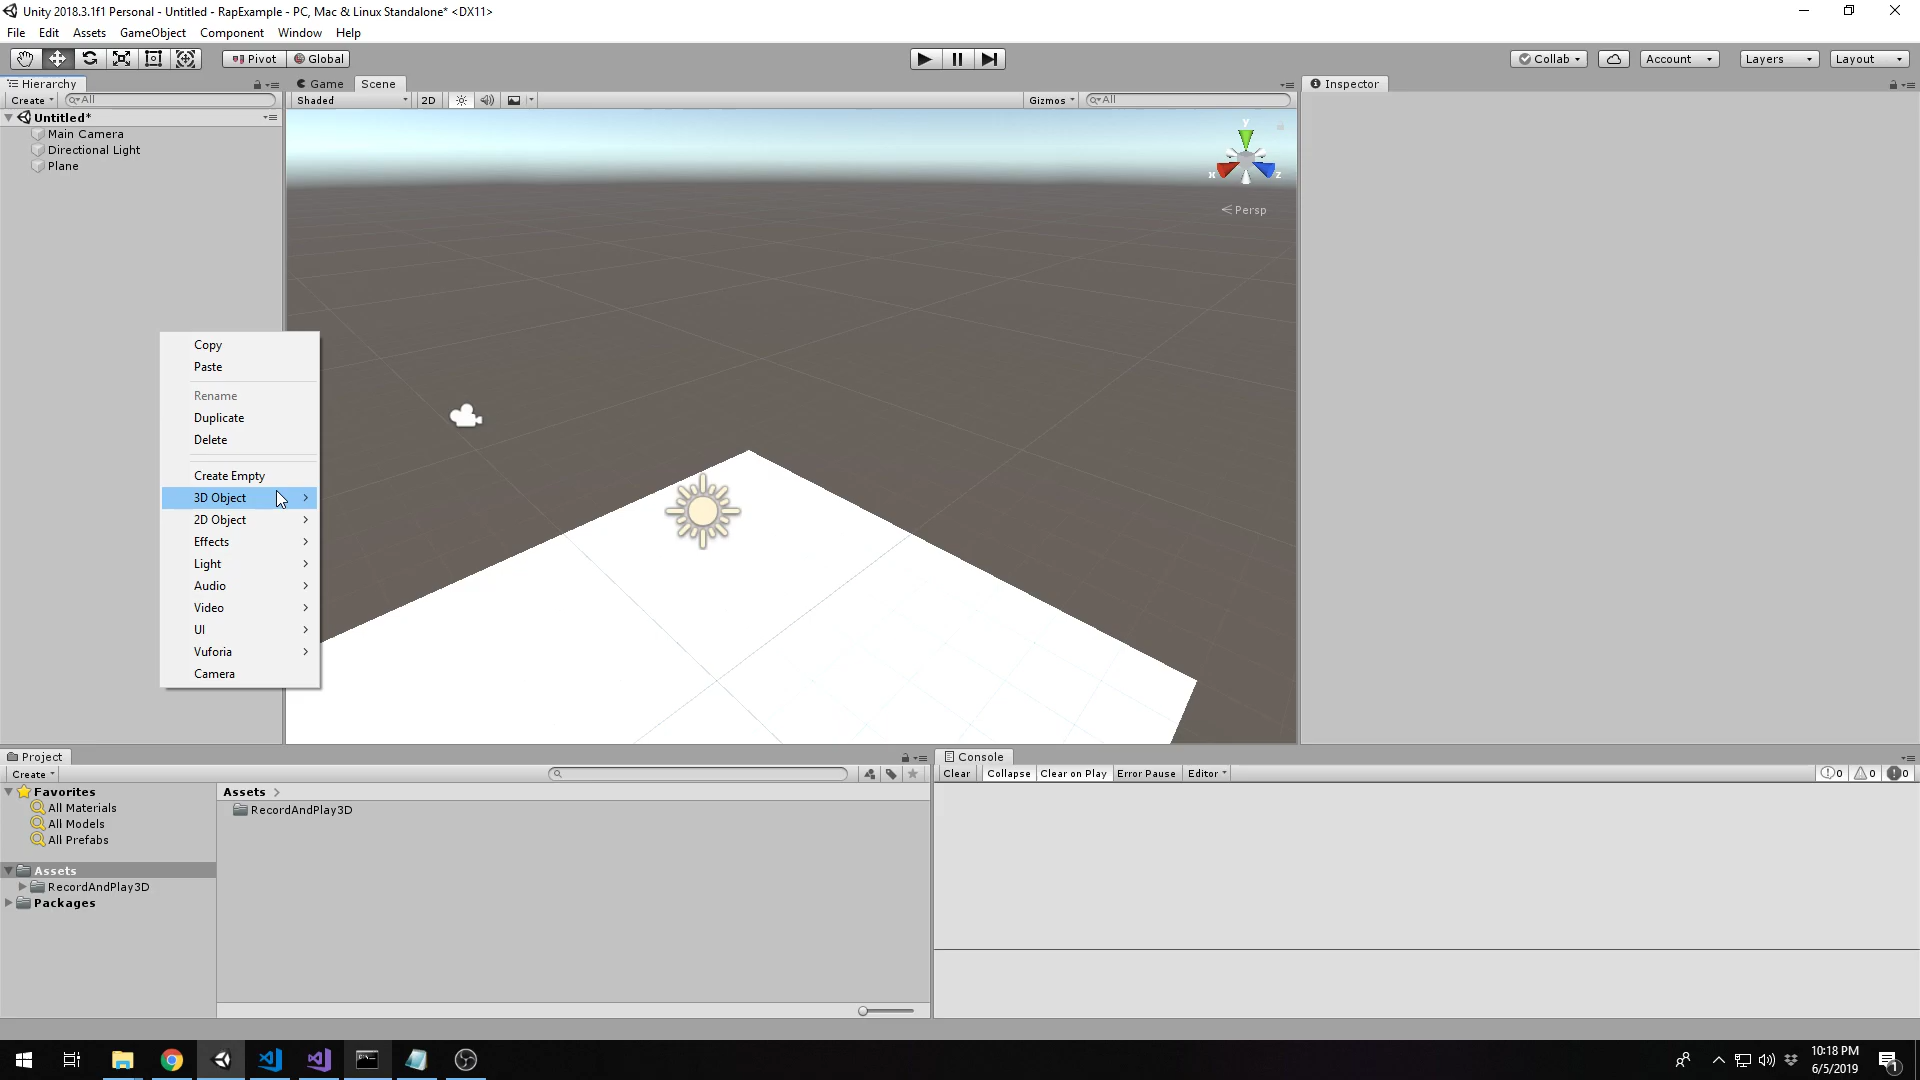 Unity 2018.3.1f1 Personal - Untitled - RapExample - PC, Mac & Linux Standalone* <DX11>
File Edit Assets GameObject Component Window Help
Pivot Global Collab Account Layers Layout
Hierarchy
Create All
Untitled*
Main Camera
Directional Light
Plane
Game Scene
Shaded 2D Gizmos All
y
x z
Persp
Inspector
Copy
Paste
Rename
Duplicate
Delete
Create Empty
3D Object
2D Object
Effects
Light
Audio
Video
UI
Vuforia
Camera
Project
Create
Favorites
All Materials
All Models
All Prefabs
Assets
RecordAndPlay3D
Packages
Assets
RecordAndPlay3D
Console
Clear Collapse Clear on Play Error Pause Editor 0 0 0
10:18 PM
6/5/2019
1